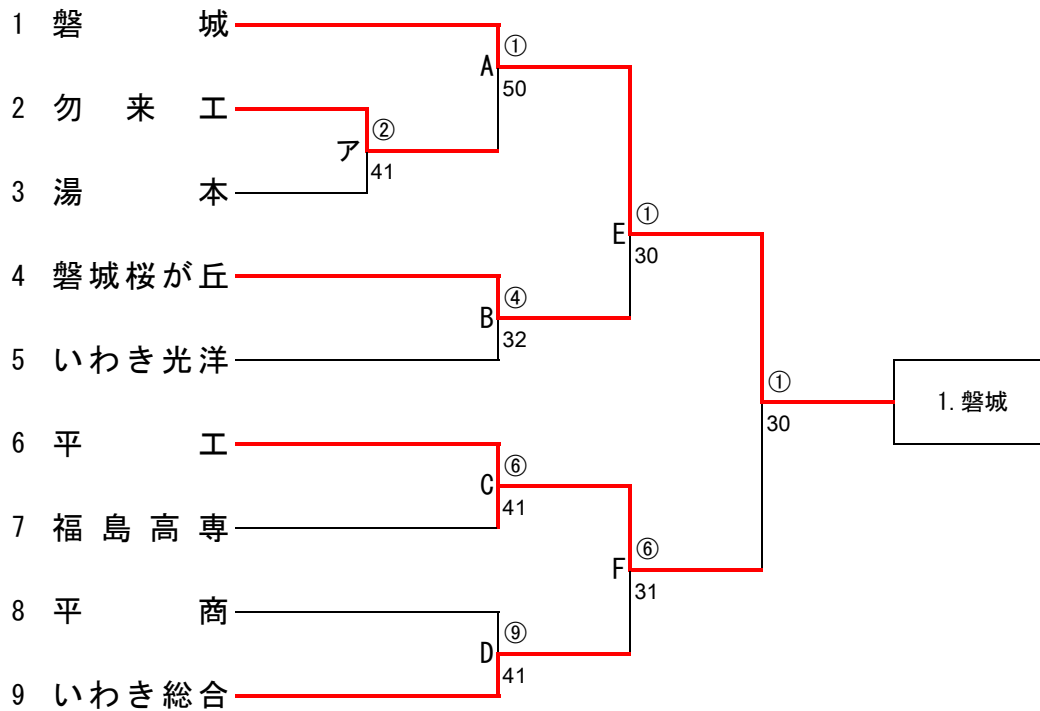 1 磐城
①
A
50
2 勿来工
②
ア
41
3 湯本
①
E
30
4 磐城桜が丘
④
B
32
5 いわき光洋
①
30
1. 磐城
6 平工
⑥
C
41
7 福島高専
⑥
F
31
8 平商
⑨
D
41
9 いわき総合